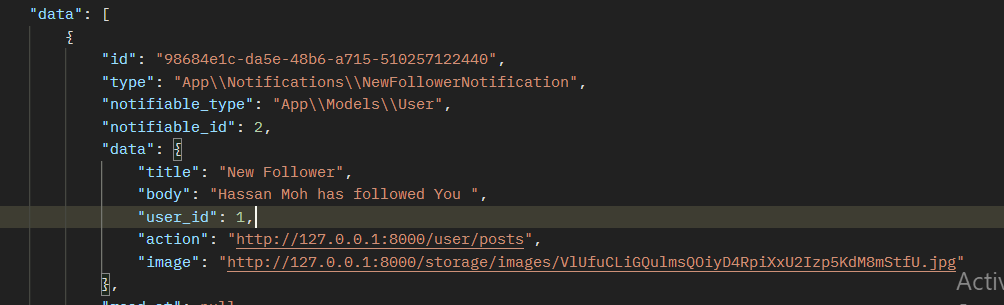 "data": [
{
"id": "98684e1c-da5e-48b6-a715-510257122440",
"type": "App\\Notifications\\NewFollowerNotification",
"notifiable_type": "App\\Models\\User",
"notifiable_id": 2,
"data": {
"title": "New Follower",
"body": "Hassan Moh has followed You ",
"user_id": 1,
"action": "http://127.0.0.1:8000/user/posts",
"image": "http://127.0.0.1:8000/storage/images/VlUfuCLiGQulmsQOiyD4RpiXxU2Izp5KdM8mStfU.jpg"
},
Activ